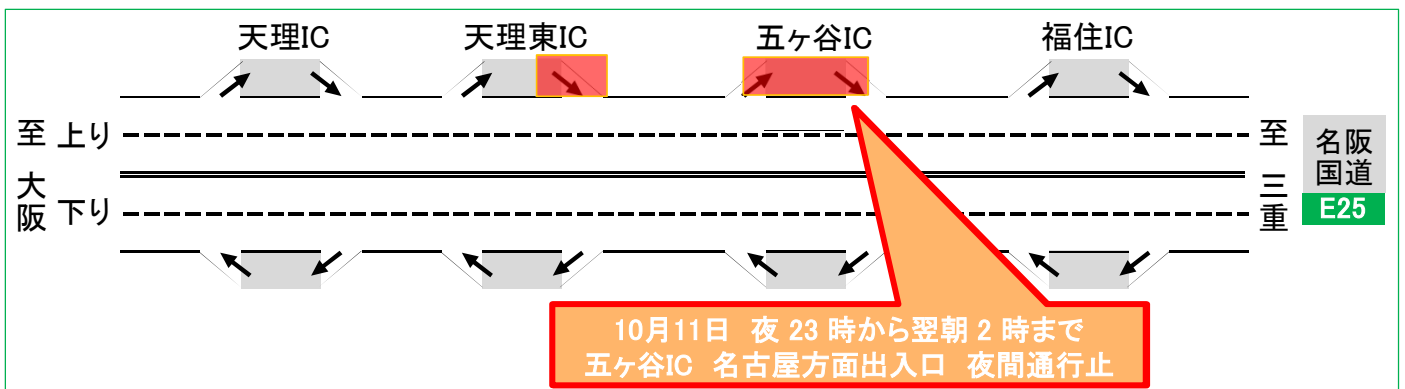 天理IC
天理東IC
五ヶ谷IC
福住IC
至大阪
上り
下り
至三重
名阪
国道
E25
10月11日 夜 23 時から翌朝 2 時まで
五ヶ谷IC 名古屋方面出入口 夜間通行止